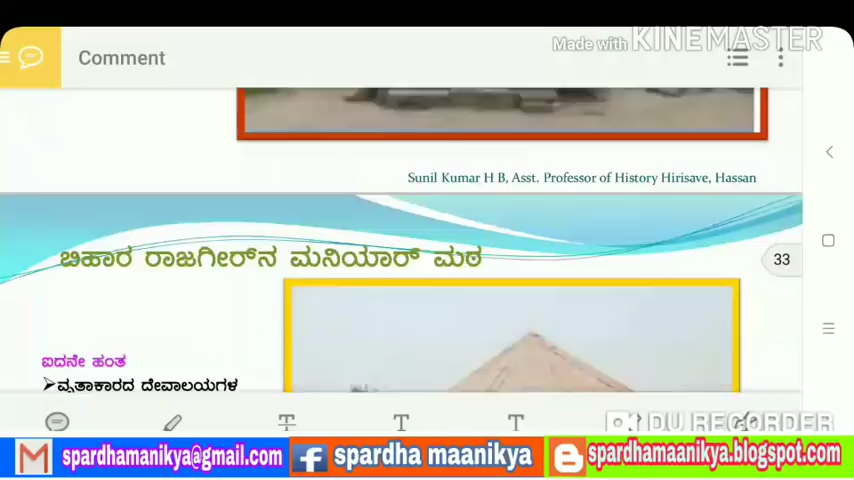 Made with KINEMASTER
Comment
Sunil Kumar H B, Asst. Professor of History Hirisave, Hassan
ಬಿಹಾರ ರಾಜಗೀರ್‌ನ ಮನಿಯಾರ್ ಮಠ
33
ಐದನೇ ಹಂತ
➢ವೃತಾಕಾರದ ದೇವಾಲಯಗಳ
T T T
DU RECORDER
spardhamanikya@gmail.com spardha maanikya spardhamaanikya.blogspot.com